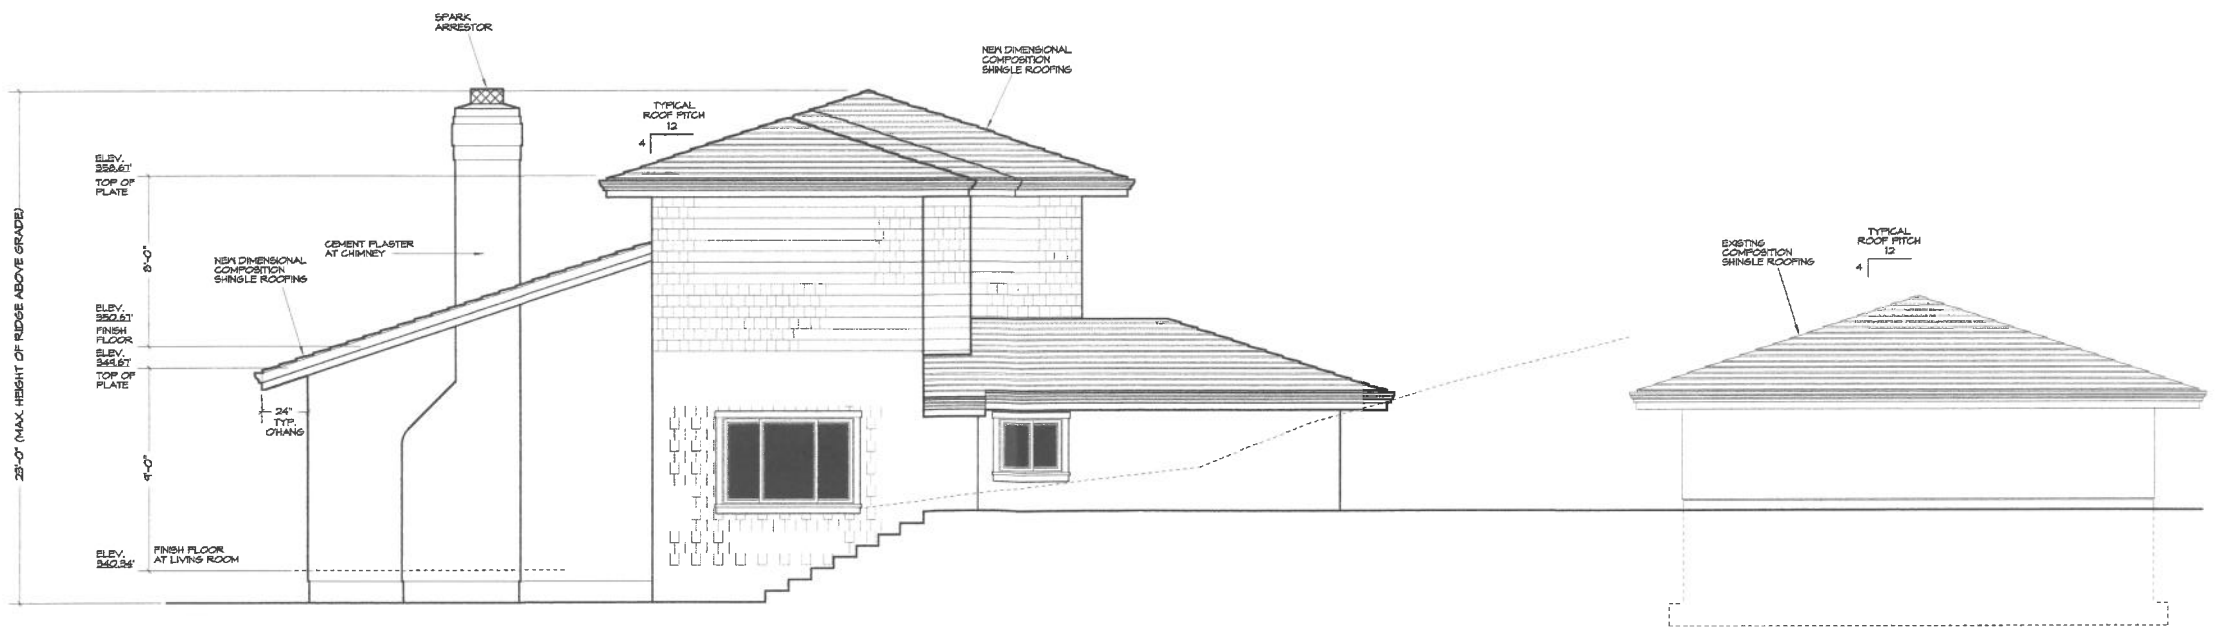 SPARK
ARRESTOR
NEW DIMENSIONAL
COMPOSITION
SHINGLE ROOFING
TYPICAL
ROOF PITCH
12
4
ELEV.
358.67'
TOP OF
PLATE
23'-0" (MAX. HEIGHT OF RIDGE ABOVE GRADE)
8'-0"
CEMENT PLASTER
AT CHIMNEY
NEW DIMENSIONAL
COMPOSITION
SHINGLE ROOFING
TYPICAL
ROOF PITCH
12
4
EXISTING
COMPOSITION
SHINGLE ROOFING
ELEV.
350.67'
FINISH
FLOOR
ELEV.
349.67'
TOP OF
PLATE
24"
TYP.
O'HANG
9'-0"
ELEV.
340.34'
FINISH FLOOR
AT LIVING ROOM